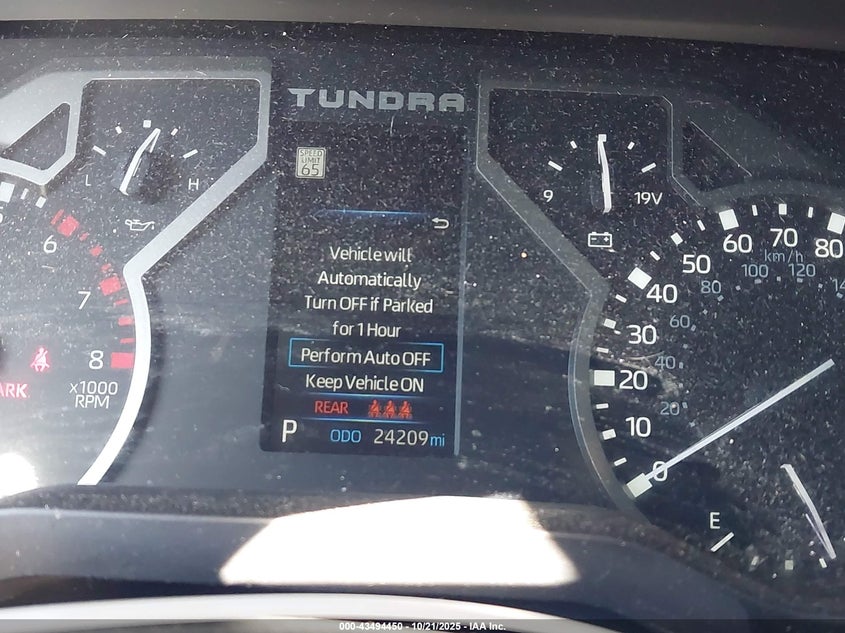 TUNDRA
SPEED
LIMIT
65
L
H
9
19V
6
7
8
x1000
RPM
Vehicle will
Automatically
Turn OFF if Parked
for 1 Hour
Perform Auto OFF
Keep Vehicle ON
REAR
P
ODO 24209 mi
0
10
20
30
40
50
60
70
80
km/h
20
40
60
80
100
120
E
000-43494450 - 10/21/2025 - IAA Inc.